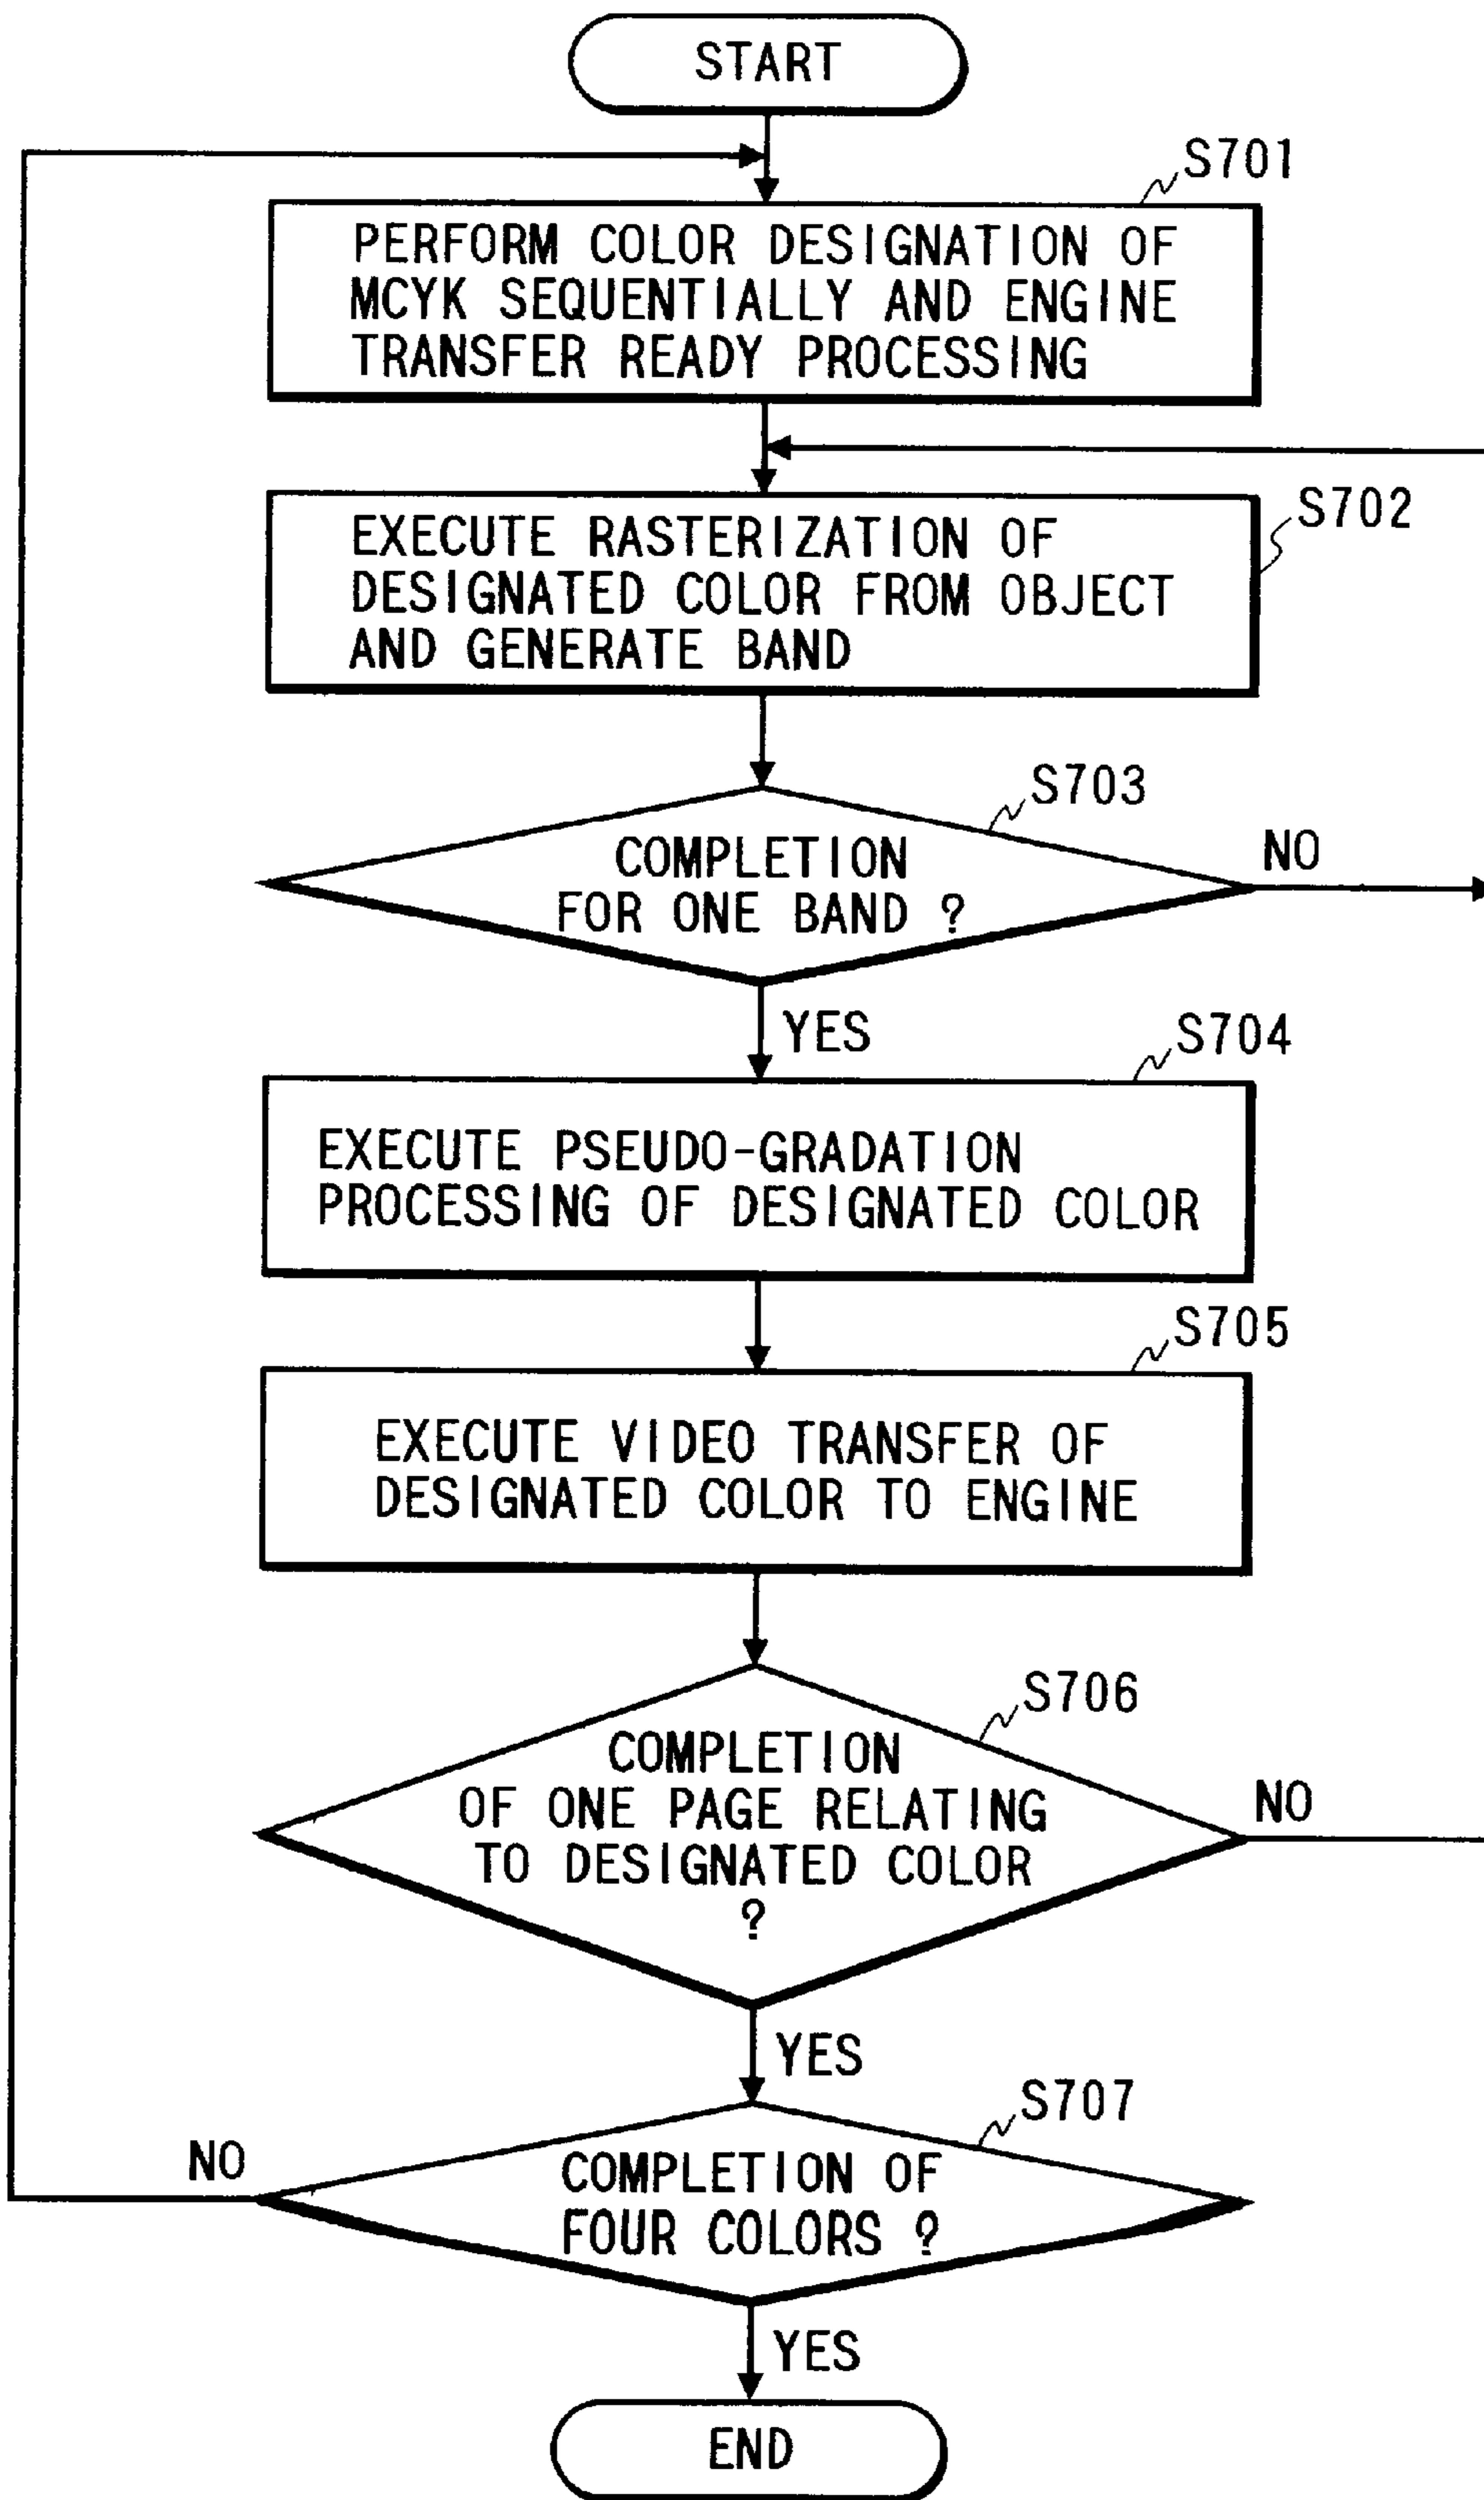 START
S701
PERFORM COLOR DESIGNATION OF
MCYK SEQUENTIALLY AND ENGINE
TRANSFER READY PROCESSING
S702
EXECUTE RASTERIZATION OF
DESIGNATED COLOR FROM OBJECT
AND GENERATE BAND
S703
COMPLETION
FOR ONE BAND ?
NO
YES
S704
EXECUTE PSEUDO-GRADATION
PROCESSING OF DESIGNATED COLOR
S705
EXECUTE VIDEO TRANSFER OF
DESIGNATED COLOR TO ENGINE
S706
COMPLETION
OF ONE PAGE RELATING
TO DESIGNATED COLOR
?
NO
YES
S707
NO
COMPLETION OF
FOUR COLORS ?
YES
END